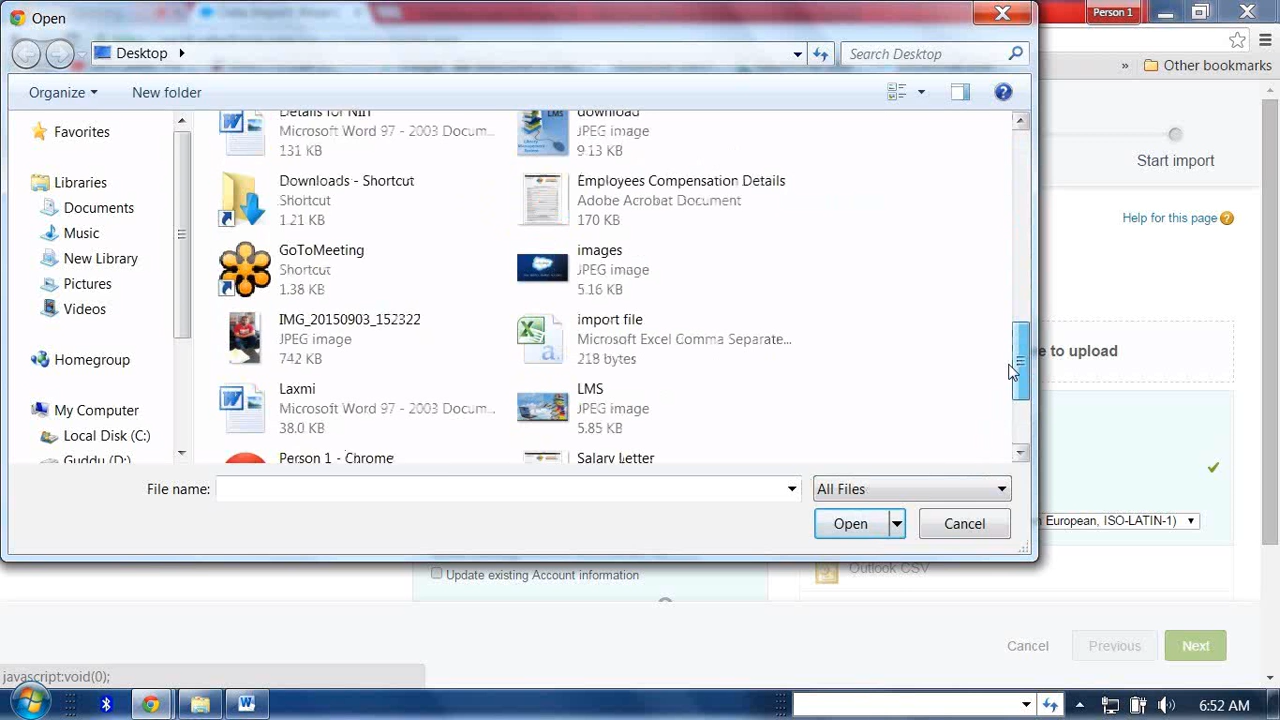 Open
Person 1
Desktop
Search Desktop
Other bookmarks
Organize
New folder
Favorites
Libraries
Documents
Music
New Library
Pictures
Videos
Homegroup
My Computer
Local Disk (C:)
Guddu (D:)
Details for NIIT
Microsoft Word 97 - 2003 Docum...
131 KB
download
JPEG image
9.13 KB
Downloads - Shortcut
Shortcut
1.21 KB
Employees Compensation Details
Adobe Acrobat Document
170 KB
GoToMeeting
Shortcut
1.38 KB
images
JPEG image
5.16 KB
IMG_20150903_152322
JPEG image
742 KB
import file
Microsoft Excel Comma Separate...
218 bytes
Laxmi
Microsoft Word 97 - 2003 Docum...
38.0 KB
LMS
JPEG image
5.85 KB
Person 1 - Chrome
Salary Letter
File name:
All Files
Open
Cancel
Start import
Help for this page
e to upload
European, ISO-LATIN-1)
Outlook CSV
Update existing Account information
Cancel
Previous
Next
javascript:void(0);
6:52 AM